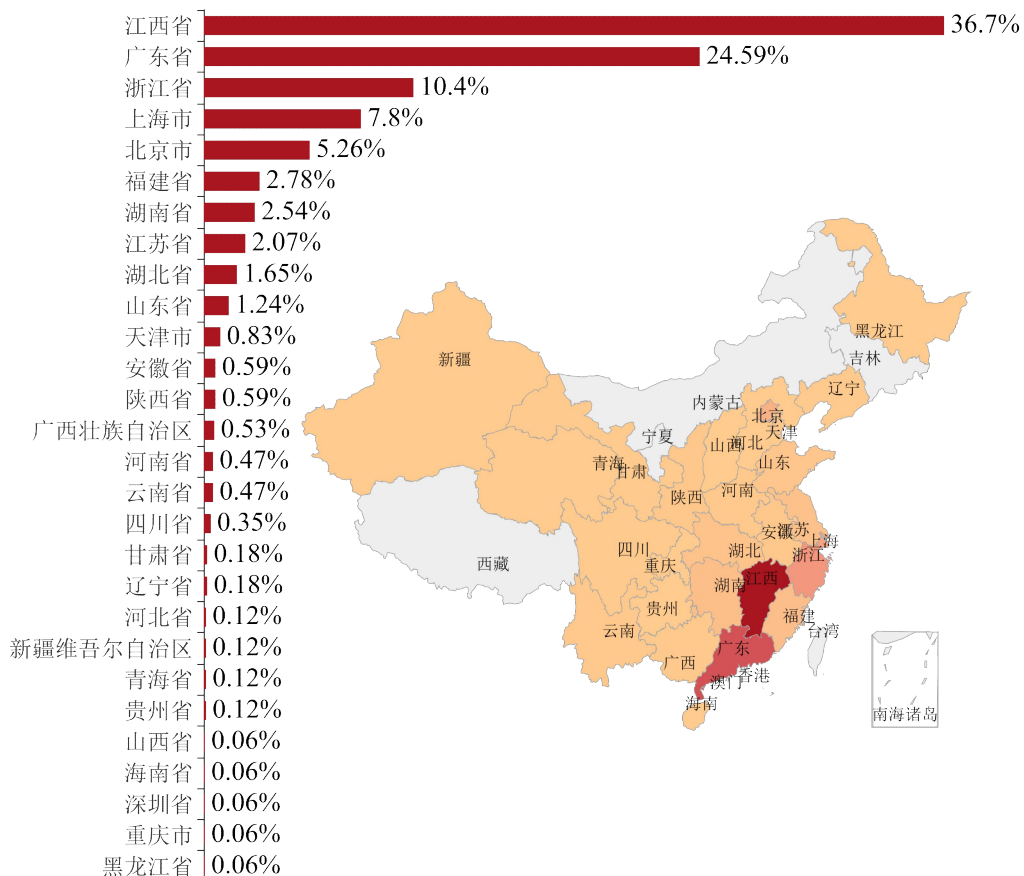 江西省 36.7%
广东省 24.59%
浙江省 10.4%
上海市 7.8%
北京市 5.26%
福建省 2.78%
湖南省 2.54%
江苏省 2.07%
湖北省 1.65%
山东省 1.24%
天津市 0.83%
安徽省 0.59%
陕西省 0.59%
广西壮族自治区 0.53%
河南省 0.47%
云南省 0.47%
四川省 0.35%
甘肃省 0.18%
辽宁省 0.18%
河北省 0.12%
新疆维吾尔自治区 0.12%
青海省 0.12%
贵州省 0.12%
山西省 0.06%
海南省 0.06%
深圳省 0.06%
重庆市 0.06%
黑龙江省 0.06%
黑龙江
新疆
吉林
辽宁
内蒙古
北京
天津
宁夏
山西
河北
青海
甘肃
山东
陕西
河南
安徽
江苏
上海
四川
湖北
浙江
西藏
重庆
江西
湖南
贵州
福建
云南
台湾
广东
广西
香港
澳门
海南
南海诸岛